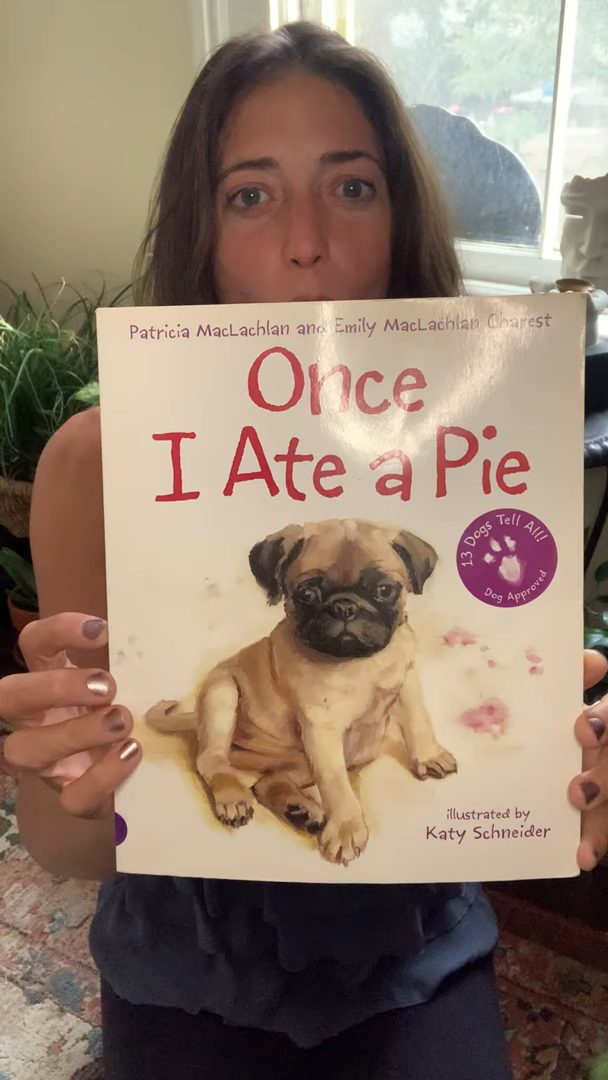 Patricia MacLachlan and Emily MacLachlan Charest
Once
I Ate a Pie
13 Dogs Tell All!
Dog Approved
illustrated by
Katy Schneider